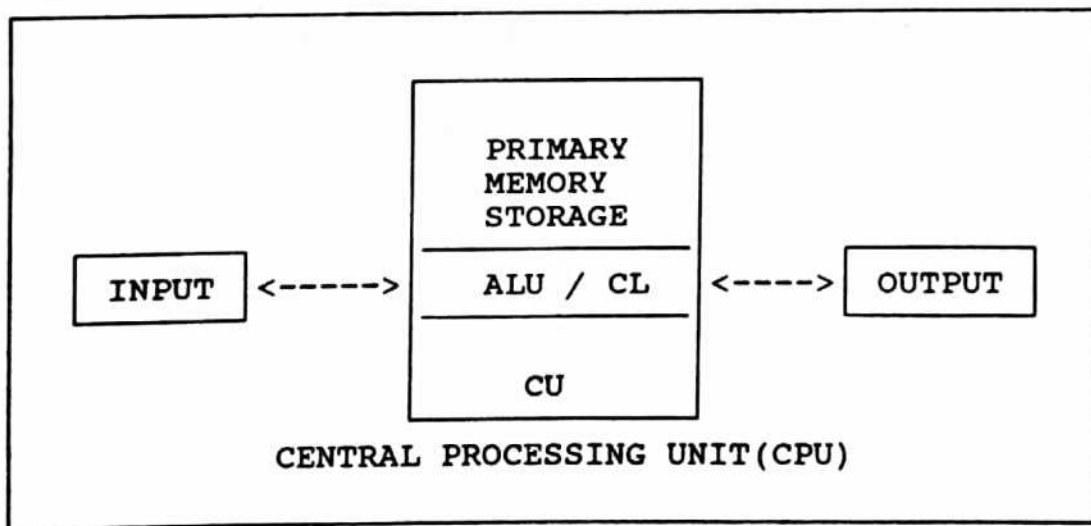 PRIMARY
MEMORY
STORAGE
INPUT <-----> ALU / CL <----> OUTPUT
CU
CENTRAL PROCESSING UNIT(CPU)